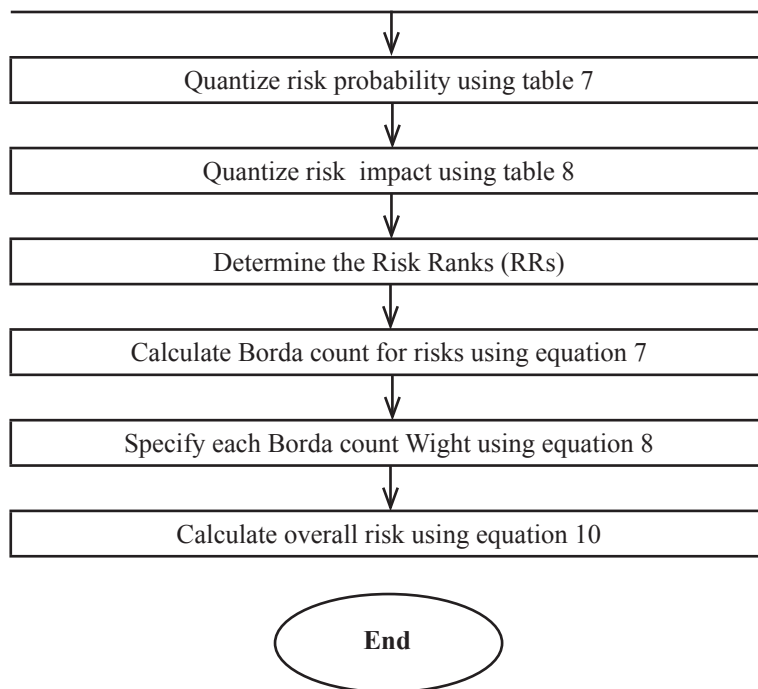 Quantize risk probability using table 7
Quantize risk impact using table 8
Determine the Risk Ranks (RRs)
Calculate Borda count for risks using equation 7
Specify each Borda count Wight using equation 8
Calculate overall risk using equation 10
End